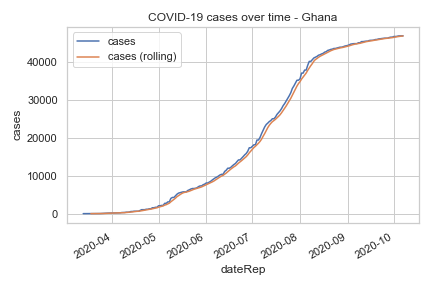 COVID-19 cases over time - Ghana
cases
cases (rolling)
cases
40000
30000
20000
10000
0
2020-04
2020-05
2020-06
2020-07
2020-08
2020-09
2020-10
dateRep